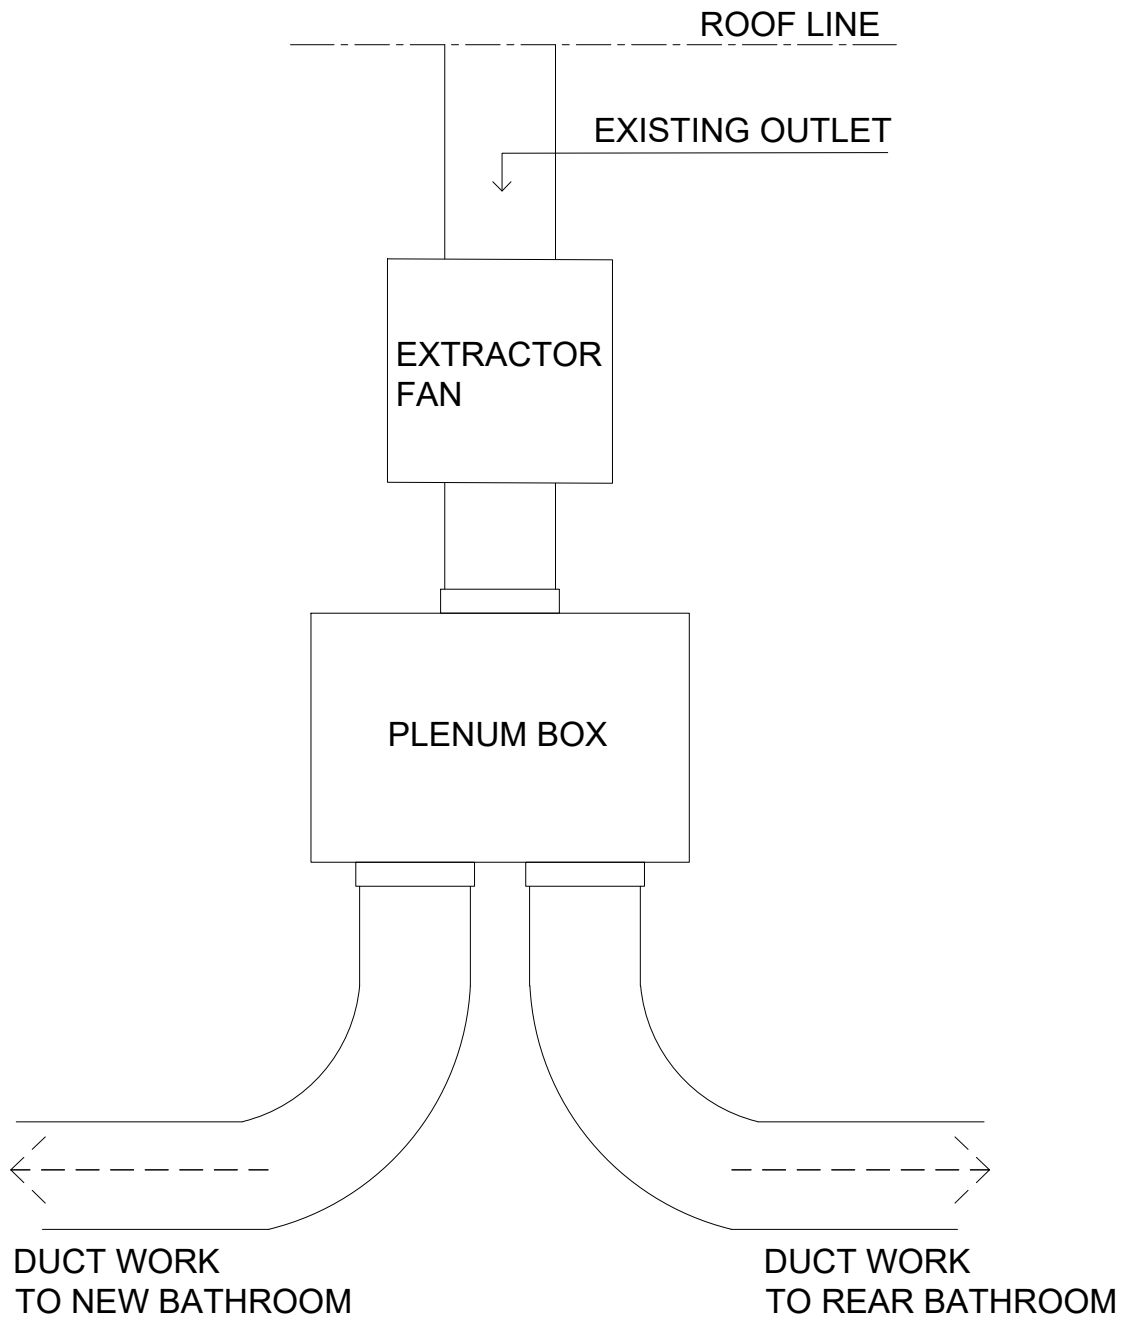 ROOF LINE
EXISTING OUTLET
EXTRACTOR
FAN
PLENUM BOX
DUCT WORK
TO NEW BATHROOM
DUCT WORK
TO REAR BATHROOM